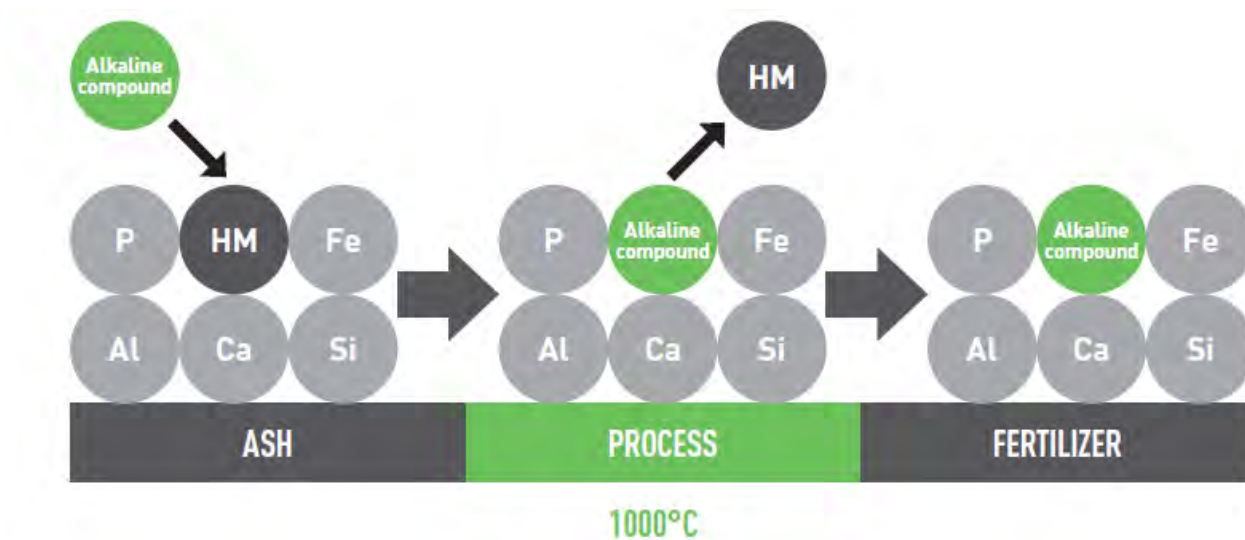 Alkaline
compound
HM
P
HM
Fe
P
Alkaline
compound
Fe
P
Alkaline
compound
Fe
Al
Ca
Si
Al
Ca
Si
Al
Ca
Si
ASH
PROCESS
FERTILIZER
1000°C